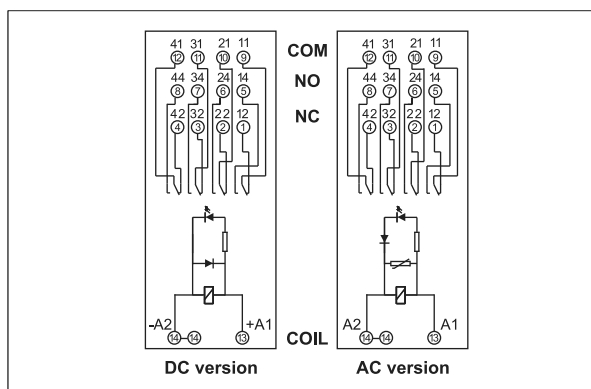 41 31 21 11 COM 41 31 21 11
12 11 10 9 12 11 10 9
44 34 24 14 NO 44 34 24 14
8 7 6 5 8 7 6 5
42 32 22 12 NC 42 32 22 12
4 3 2 1 4 3 2 1
-A2 +A1 A2 A1
14 14 13 COIL 14 14 13
DC version AC version